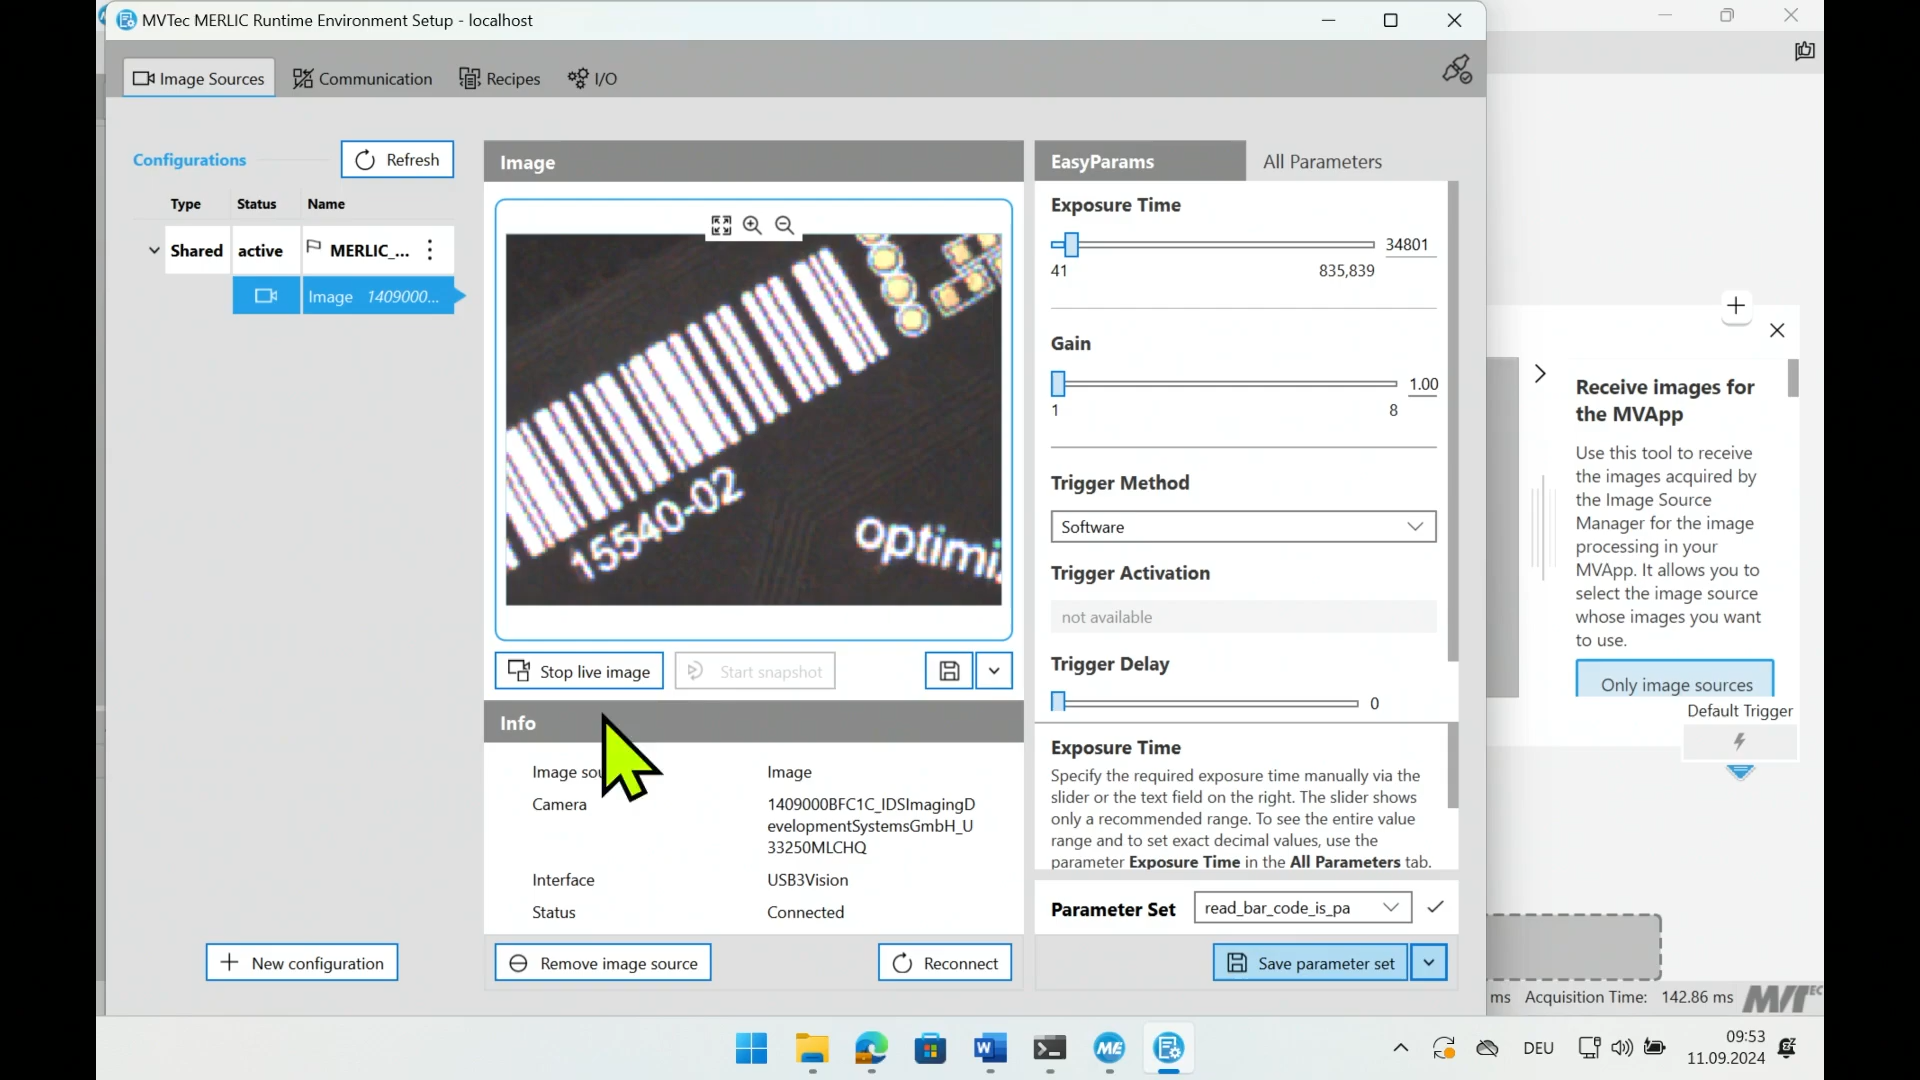 MVTec MERLIC Runtime Environment Setup - localhost
Image Sources
Communication
Recipes
I/O
Configurations
Refresh
Type Status Name
Shared active MERLIC_...
Image 1409000...
New configuration
Image
15540-02
optimi
Stop live image
Start snapshot
Info
Image sou
Image
Camera
1409000BFC1C_IDSImagingD
evelopmentSystemsGmbH_U
33250MLCHQ
Interface
USB3Vision
Status
Connected
Remove image source
Reconnect
EasyParams
All Parameters
Exposure Time
34801
41
835,839
Gain
1.00
1
8
Trigger Method
Software
Trigger Activation
not available
Trigger Delay
0
Exposure Time
Specify the required exposure time manually via the
slider or the text field on the right. The slider shows
only a recommended range. To see the entire value
range and to set exact decimal values, use the
parameter Exposure Time in the All Parameters tab.
Parameter Set
read_bar_code_is_pa
Save parameter set
Receive images for
the MVApp
Use this tool to receive
the images acquired by
the Image Source
Manager for the image
processing in your
MVApp. It allows you to
select the image source
whose images you want
to use.
Only image sources
Default Trigger
ms Acquisition Time: 142.86 ms
MVTEC
W
ME
DEU
09:53
11.09.2024